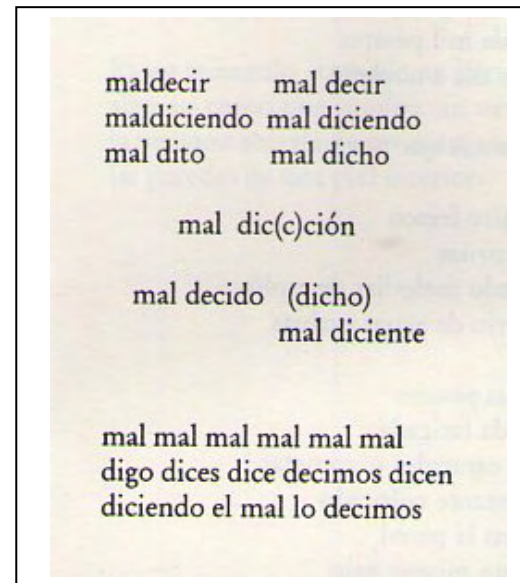 maldecir mal decir
maldiciendo mal diciendo
mal dito mal dicho
mal dic(c)ción
mal decido (dicho)
mal diciente
mal mal mal mal mal mal
digo dices dice decimos dicen
diciendo el mal lo decimos